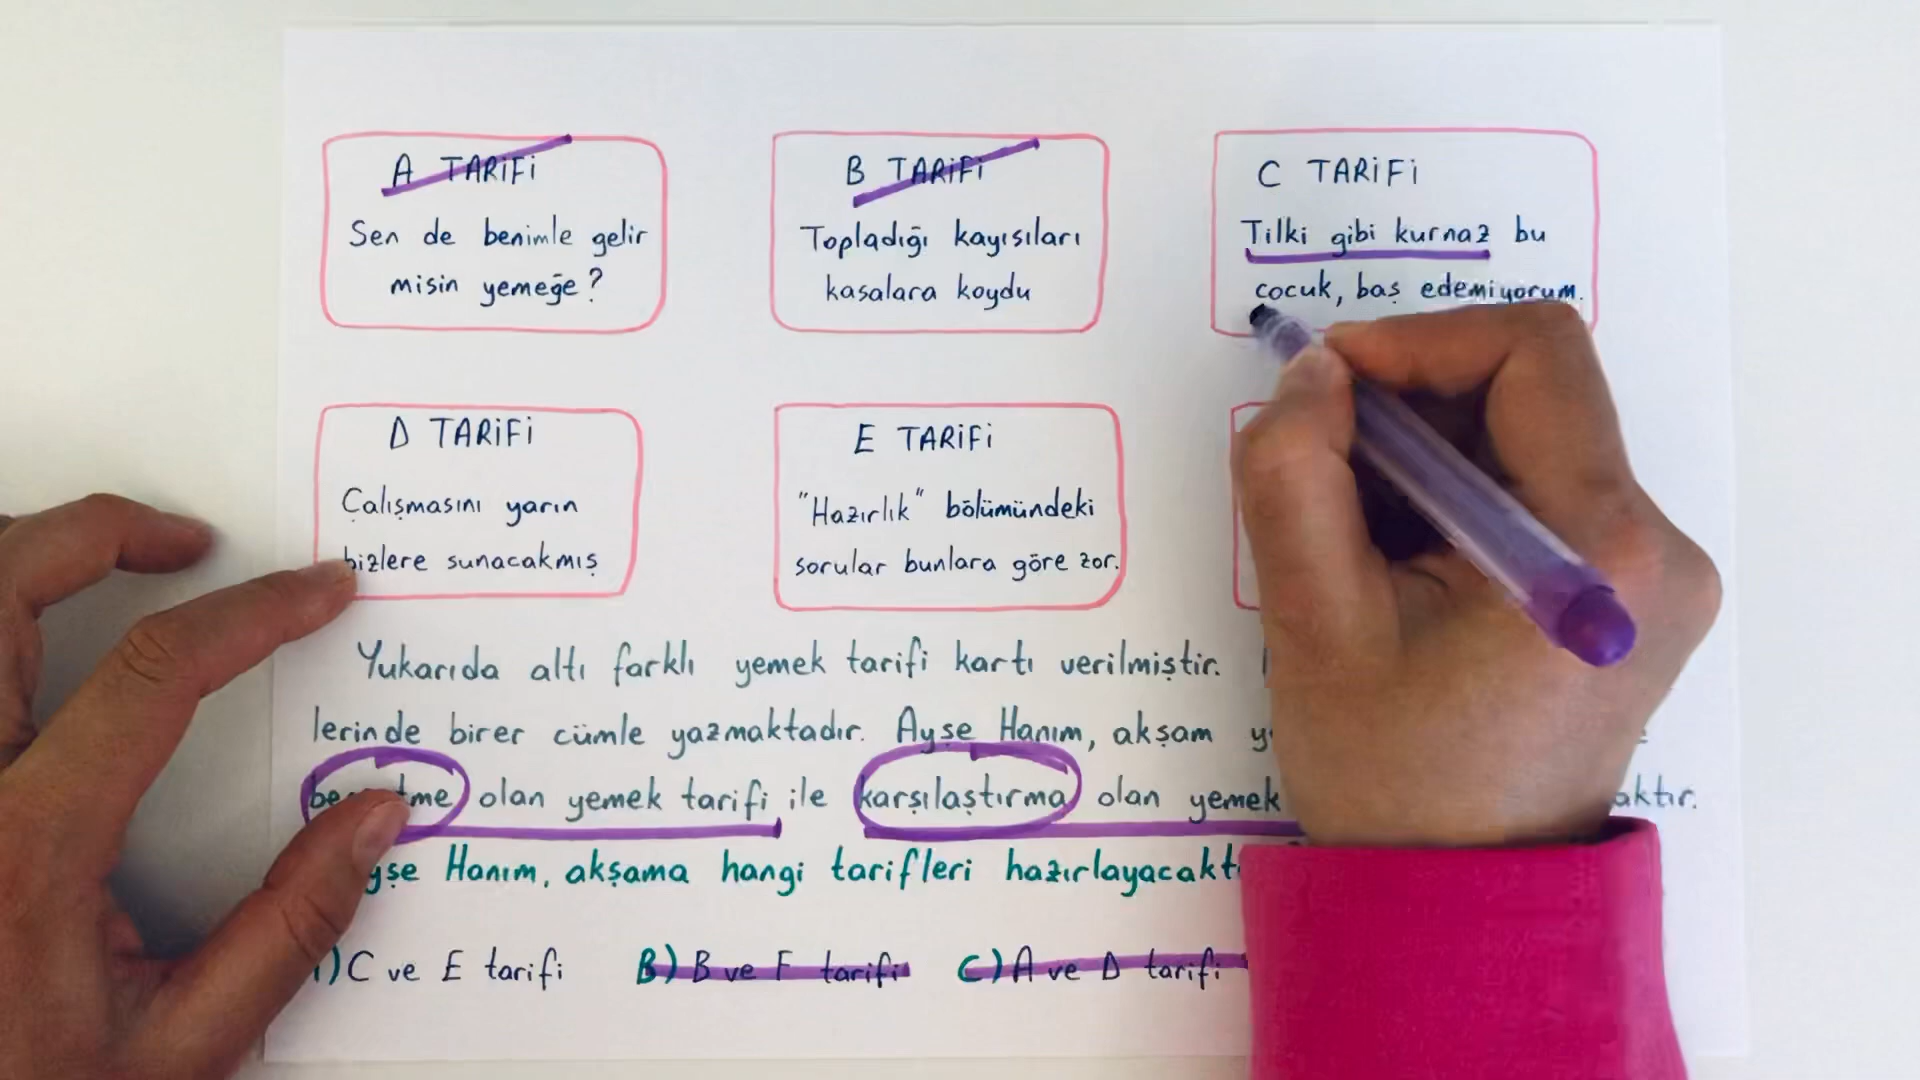 A TARİFİ
Sen de benimle gelir
misin yemeğe?
B TARİFİ
Topladığı kayısıları
kasalara koydu
C TARİFİ
Tilki gibi kurnaz bu
çocuk, baş edemiyorum.
D TARİFİ
Çalışmasını yarın
bizlere sunacakmış
E TARİFİ
"Hazırlık" bölümündeki
sorular bunlara göre zor.
Yukarıda altı farklı yemek tarifi kartı verilmiştir.
lerinde birer cümle yazmaktadır. Ayşe Hanım, akşam
olan yemek tarifi ile karşılaştırma olan yemek
Hanım, akşama hangi tarifleri
C ve E tarifi B) B ve F tarifi C) A ve D tarifi